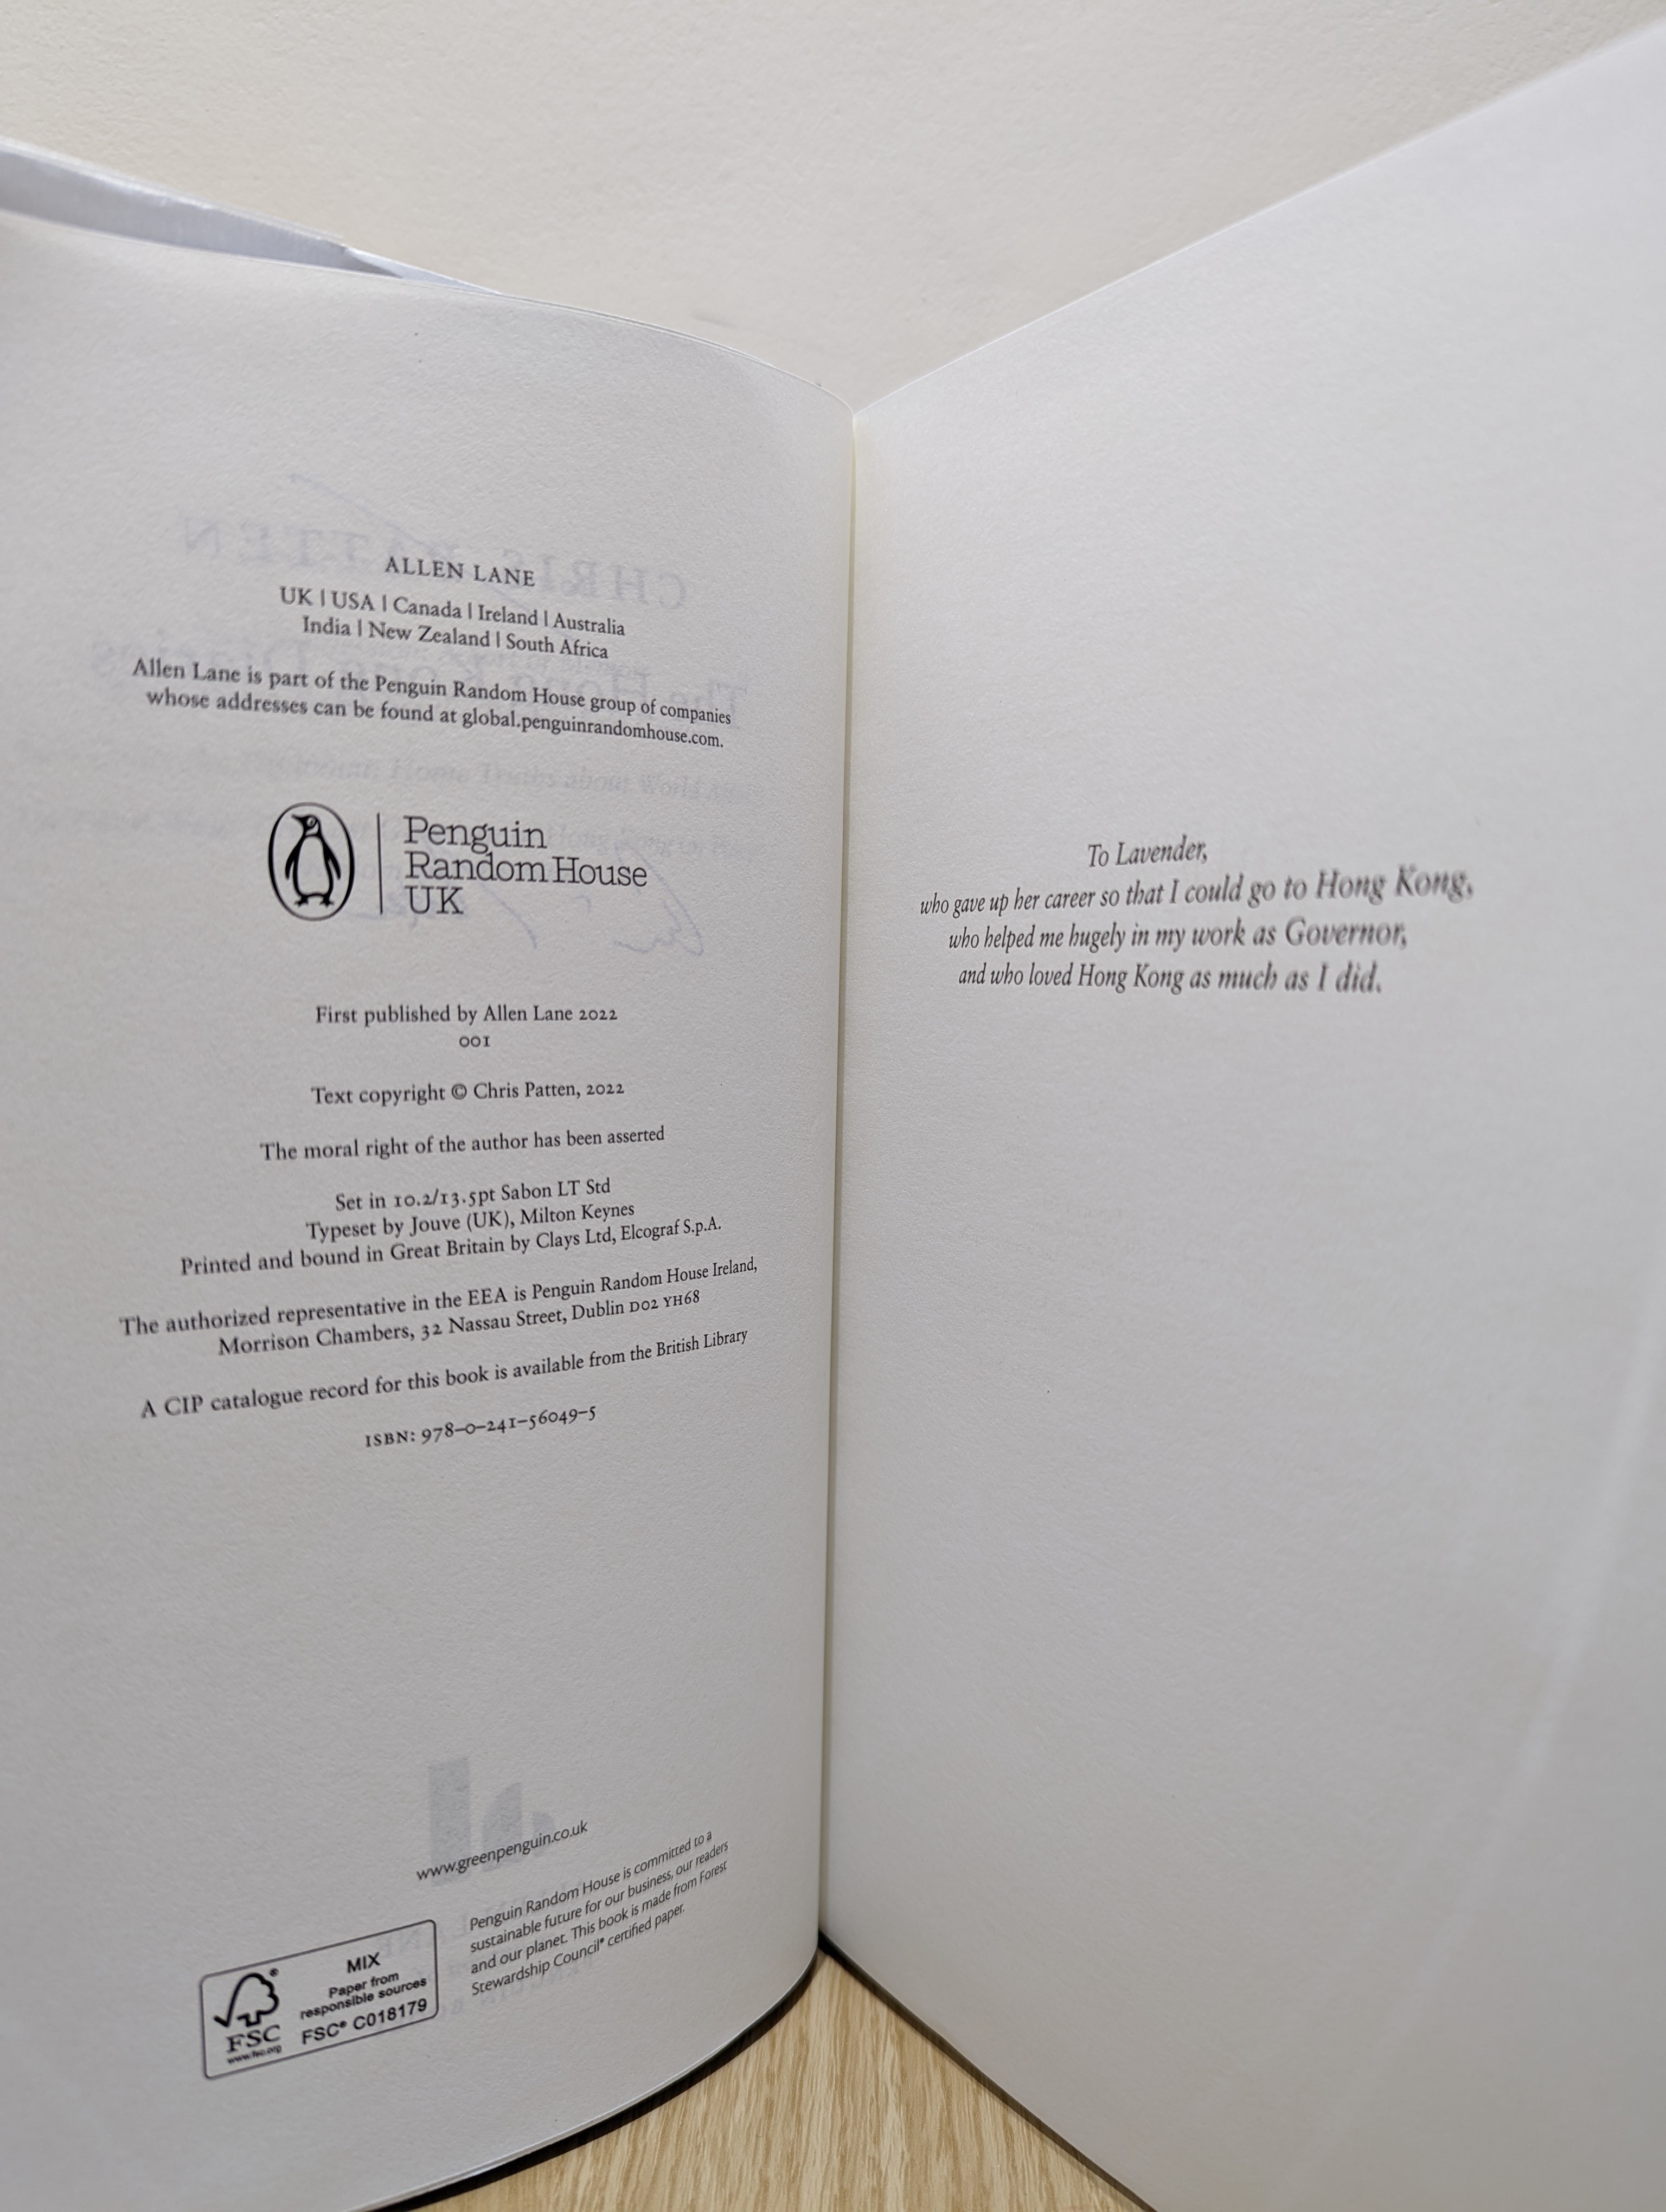 ALLEN LANE
UK | USA | Canada | Ireland | Australia
India | New Zealand | South Africa
Allen Lane is part of the Penguin Random House group of companies
whose addresses can be found at global.penguinrandomhouse.com.
Penguin
Random House
UK
First published by Allen Lane 2022
001
Text copyright © Chris Patten, 2022
The moral right of the author has been asserted
Set in 10.2/13.5pt Sabon LT Std
Typeset by Jouve (UK), Milton Keynes
Printed and bound in Great Britain by Clays Ltd, Elcograf S.p.A.
The authorized representative in the EEA is Penguin Random House Ireland,
Morrison Chambers, 32 Nassau Street, Dublin D02 YH68
A CIP catalogue record for this book is available from the British Library
ISBN: 978–0–241–56049–5
www.greenpenguin.co.uk
Penguin Random House is committed to a
sustainable future for our business, our readers
and our planet. This book is made from Forest
Stewardship Council® certified paper.
MIX
Paper from
responsible sources
FSC® C018179
FSC
www.fsc.org
To Lavender,
who gave up her career so that I could go to Hong Kong,
who helped me hugely in my work as Governor,
and who loved Hong Kong as much as I did.